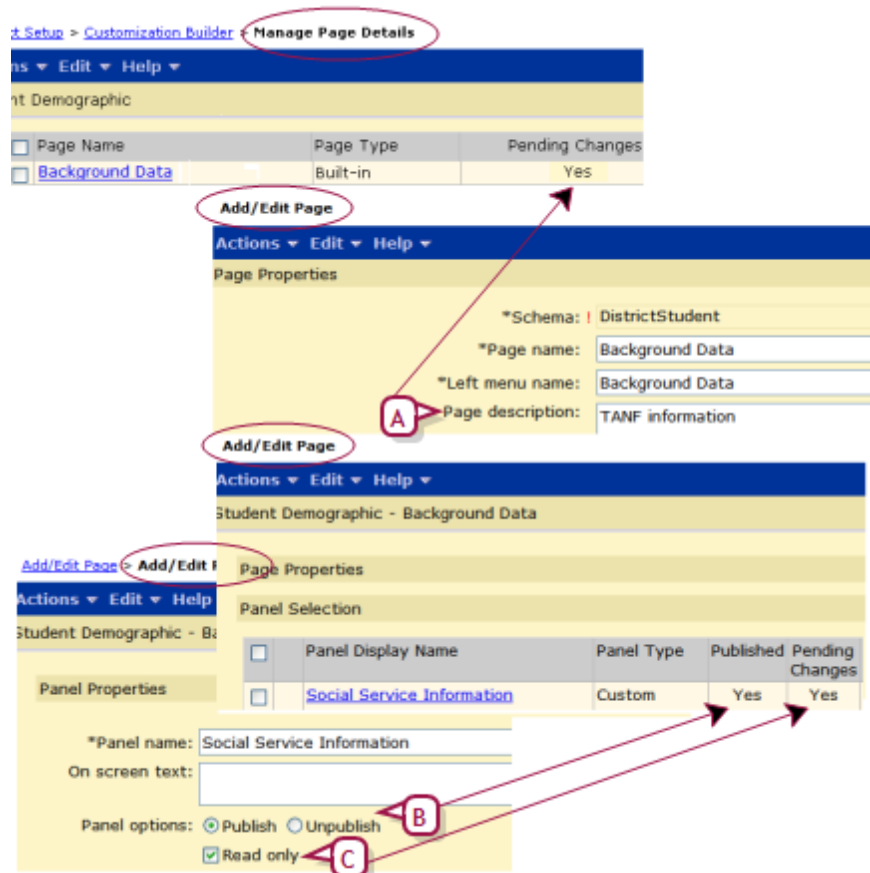 t Setup > Customization Builder > Manage Page Details
ns Edit Help
nt Demographic
Page Name Page Type Pending Changes
Background Data Built-in Yes
Add/Edit Page
Actions Edit Help
Page Properties
*Schema: ! DistrictStudent
*Page name: Background Data
*Left menu name: Background Data
A Page description: TANF information
Add/Edit Page
Actions Edit Help
Student Demographic - Background Data
Page Properties
Panel Selection
Panel Display Name Panel Type Published Pending Changes
Social Service Information Custom Yes Yes
Add/Edit Page > Add/Edit P
Actions Edit Help
Student Demographic - Ba
Panel Properties
*Panel name: Social Service Information
On screen text:
Panel options: Publish Unpublish B
Read only C